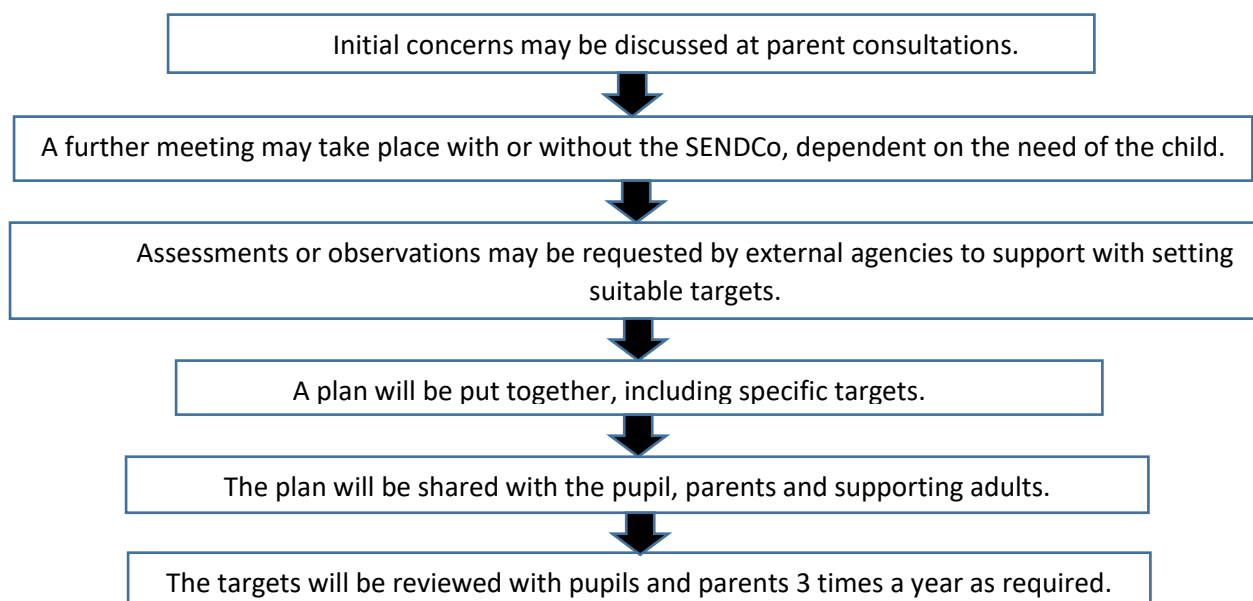 Initial concerns may be discussed at parent consultations.
A further meeting may take place with or without the SENDCo, dependent on the need of the child.
Assessments or observations may be requested by external agencies to support with setting
suitable targets.
A plan will be put together, including specific targets.
The plan will be shared with the pupil, parents and supporting adults.
The targets will be reviewed with pupils and parents 3 times a year as required.